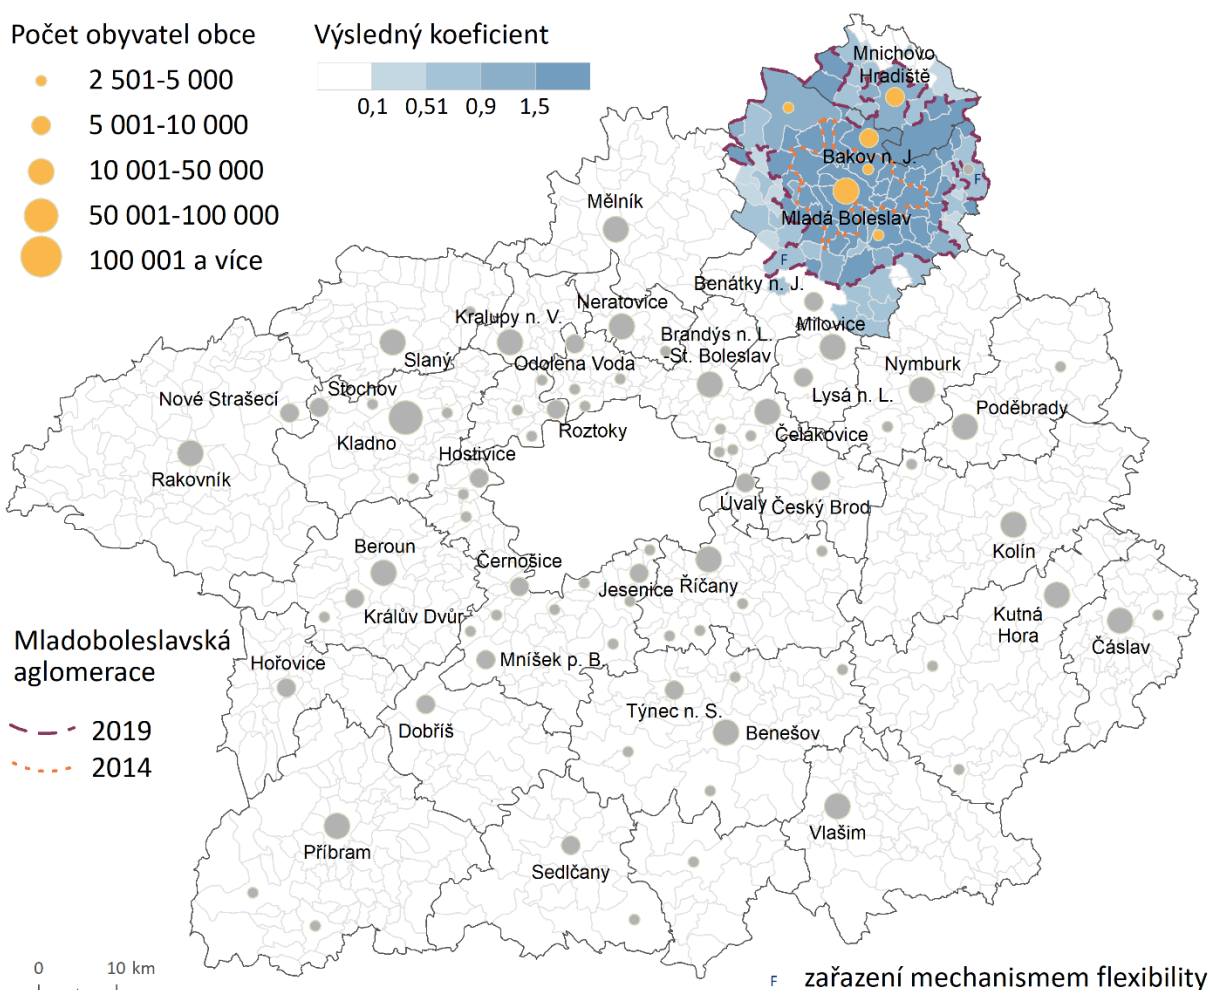 Počet obyvatel obce
2 501-5 000
5 001-10 000
10 001-50 000
50 001-100 000
100 001 a více
Výsledný koeficient
0,1 0,51 0,9 1,5
Mnichovo
Hradiště
Bakov n. J.
F
Mladá Boleslav
F
Mělník
Benátky n. J.
Neratovice
Kralupy n. V.
Milovice
Brandýs n. L.
-St. Boleslav
Slaný
Odolena Voda
Nymburk
Stochov
Nové Strašecí
Lysá n. L.
Poděbrady
Kladno
Roztoky
Čelákovice
Hostivice
Rakovník
Úvaly
Český Brod
Kolín
Beroun
Černošice
Jesenice
Říčany
Králův Dvůr
Kutná
Hora
Čáslav
Mladoboleslavská
aglomerace
2019
2014
Hořovice
Mníšek p. B.
Týnec n. S.
Dobříš
Benešov
Vlašim
Příbram
Sedlčany
0 10 km
F zařazení mechanismem flexibility